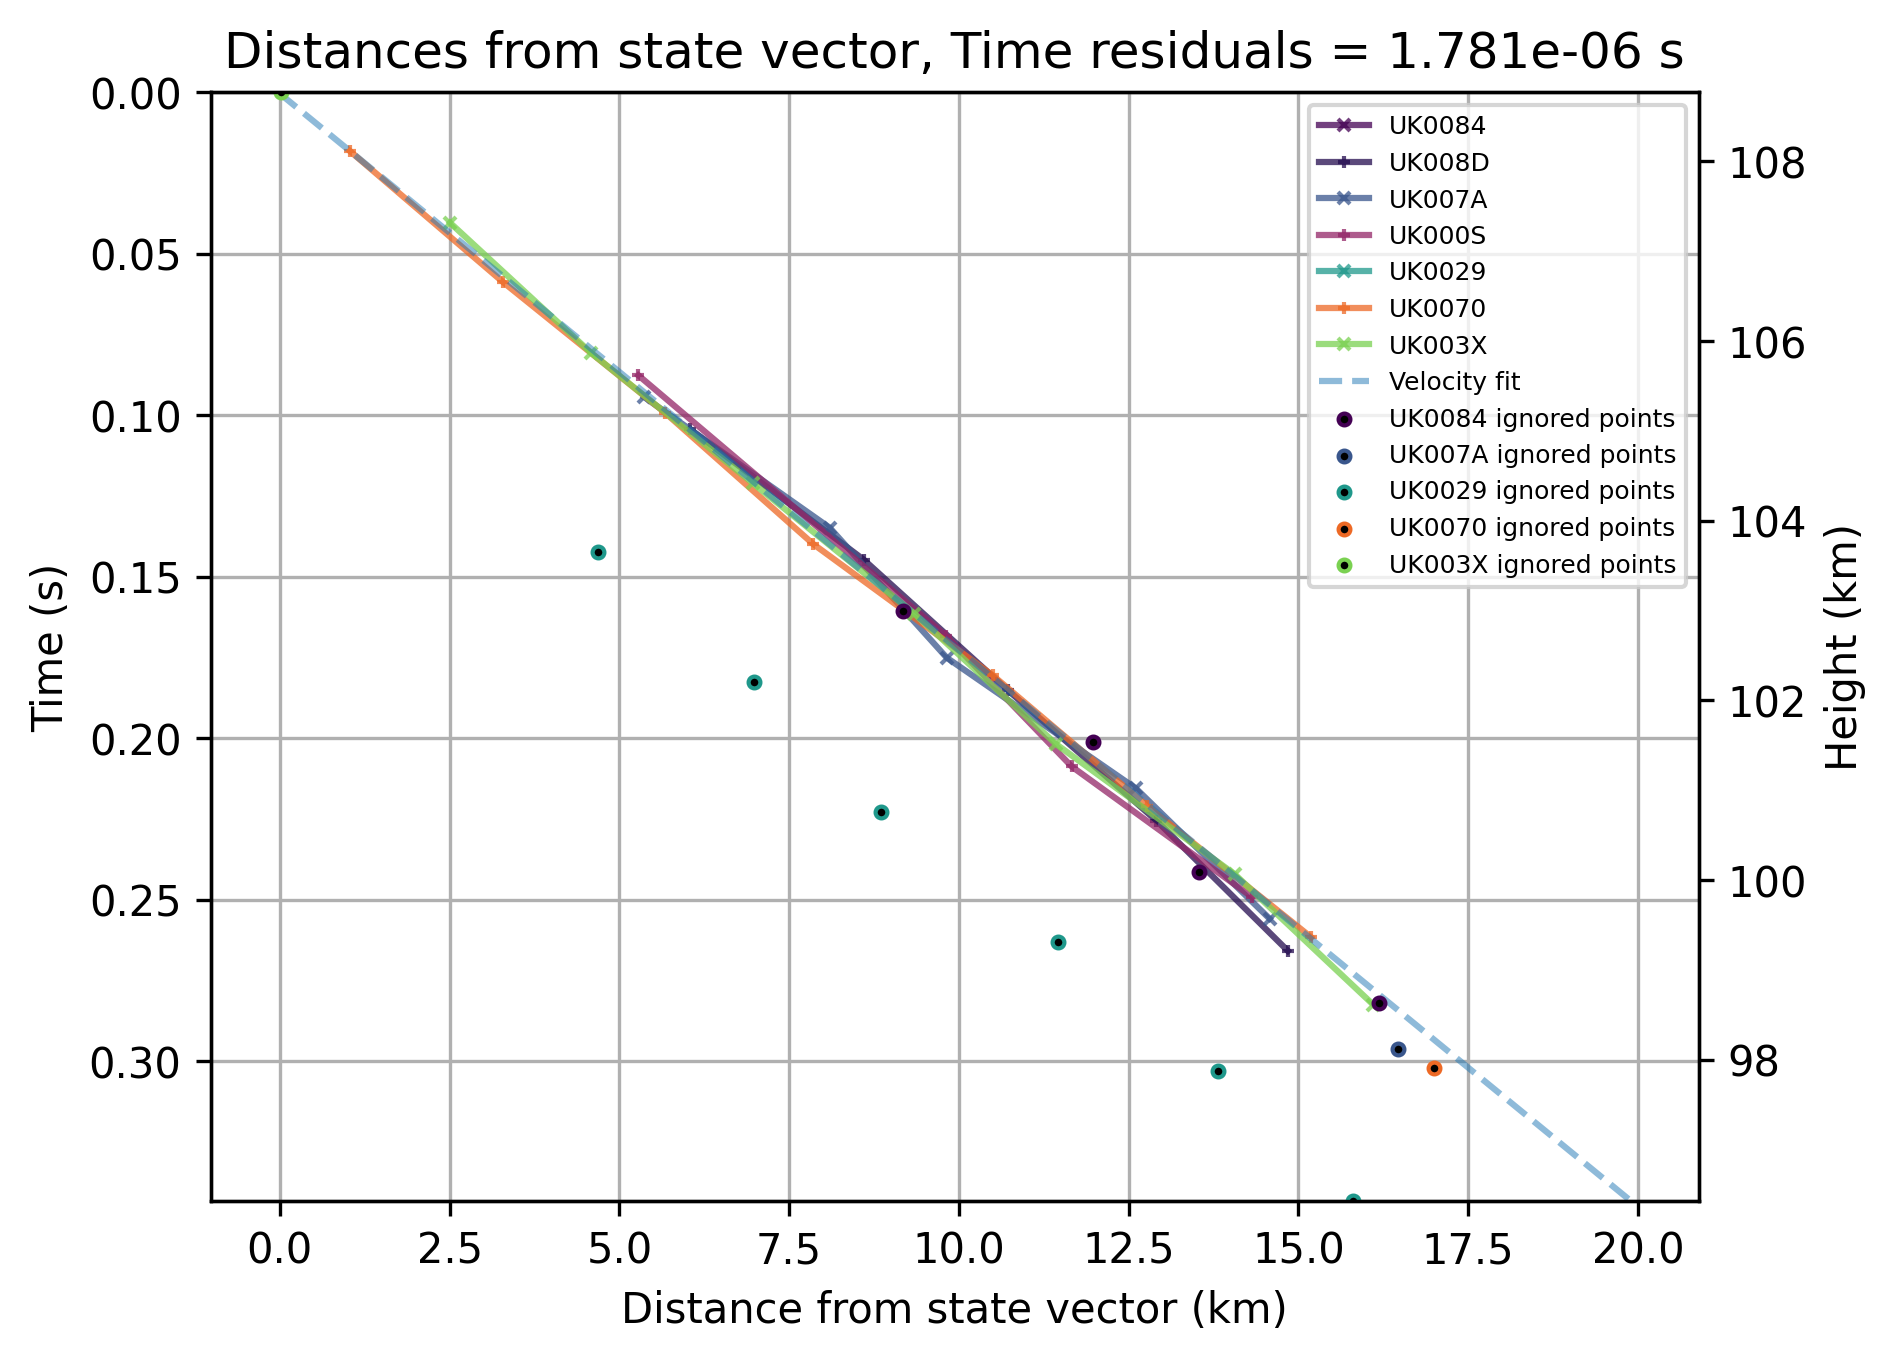 Distances from state vector, Time residuals = 1.781e-06 s
0.00
0.05
0.10
0.15
0.20
0.25
0.30
Time (s)
UK0084
UK008D
UK007A
UK000S
UK0029
UK0070
UK003X
Velocity fit
UK0084 ignored points
UK007A ignored points
UK0029 ignored points
UK0070 ignored points
UK003X ignored points
108
106
104
102
100
98
Height (km)
0.0 2.5 5.0 7.5 10.0 12.5 15.0 17.5 20.0
Distance from state vector (km)